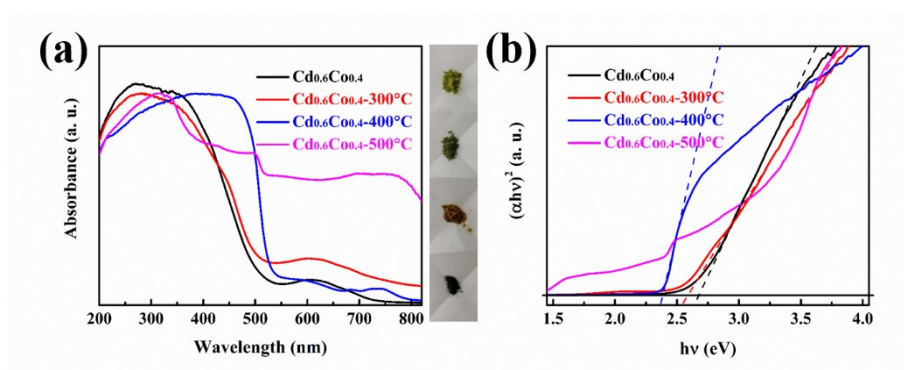 (a)
Cd0.6Co0.4
Cd0.6Co0.4-300°C
Cd0.6Co0.4-400°C
Cd0.6Co0.4-500°C
Absorbance (a. u.)
200 300 400 500 600 700 800
Wavelength (nm)
(b)
Cd0.6Co0.4
Cd0.6Co0.4-300°C
Cd0.6Co0.4-400°C
Cd0.6Co0.4-500°C
(αhν)² (a. u.)
1.5 2.0 2.5 3.0 3.5 4.0
hν (eV)